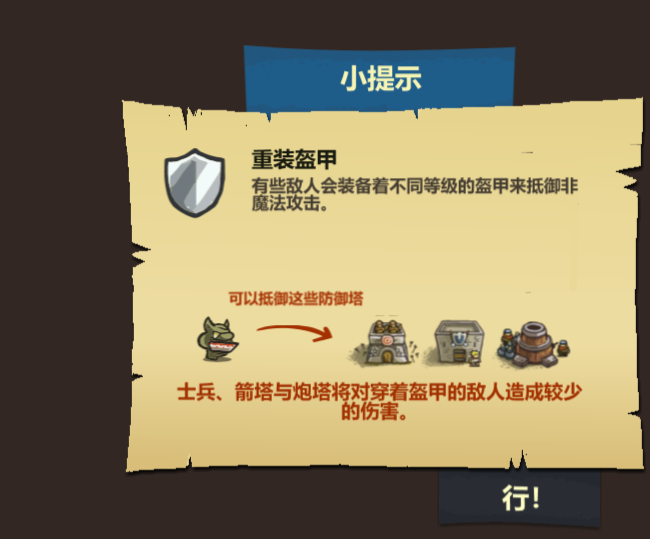 小提示
重装盔甲
有些敌人会装备着不同等级的盔甲来抵御非
魔法攻击。
可以抵御这些防御塔
士兵、箭塔与炮塔将对穿着盔甲的敌人造成较少
的伤害。
行!